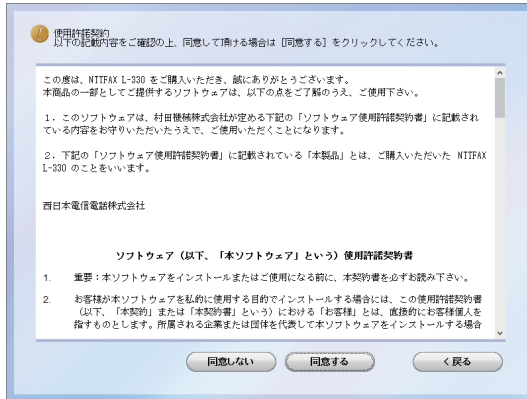 使用許諾契約
以下の記載内容をご確認の上、同意して頂ける場合は [同意する] をクリックしてください。
この度は、NTTFAX L-330 をご購入いただき、誠にありがとうございます。
本商品の一部としてご提供するソフトウェアは、以下の点をご了解のうえ、ご使用下さい。
1．このソフトウェアは、村田機械株式会社が定める下記の「ソフトウェア使用許諾契約書」に記載され
ている内容をお守りいただいたうえで、ご使用いただくことになります。
2．下記の「ソフトウェア使用許諾契約書」に記載されている「本製品」とは、ご購入いただいた NTTFAX
L-330 のことをいいます。
西日本電信電話株式会社
ソフトウェア（以下、「本ソフトウェア」という）使用許諾契約書
1. 重要：本ソフトウェアをインストールまたはご使用になる前に、本契約書を必ずお読み下さい。
2. お客様が本ソフトウェアを私的に使用する目的でインストールする場合には、この使用許諾契約書
（以下、「本契約」または「本契約書」という）における「お客様」とは、直接的にお客様個人を
指すものとします。所属される企業または団体を代表して本ソフトウェアをインストールする場合
同意しない 同意する < 戻る